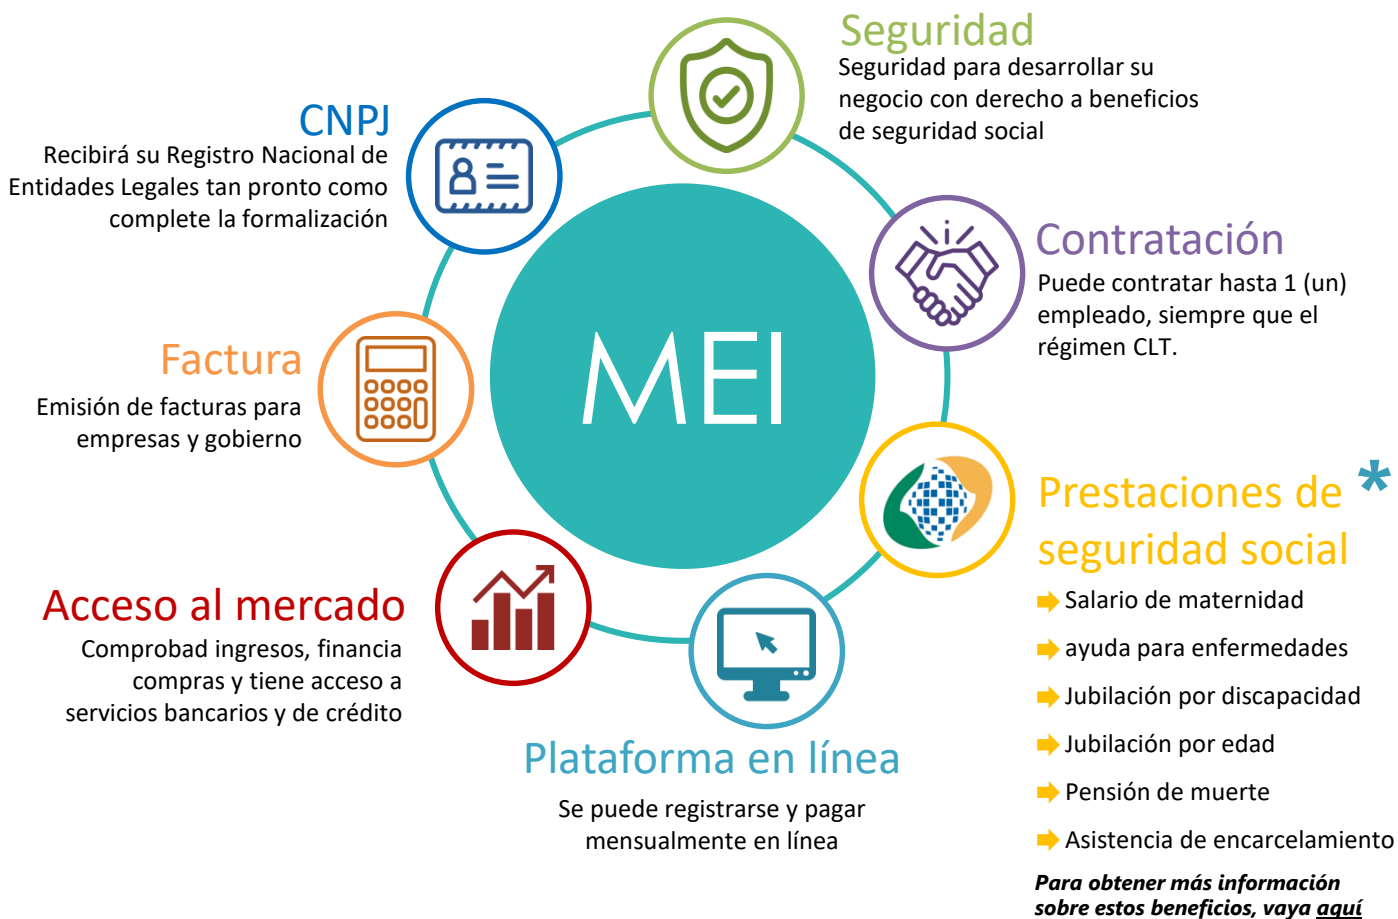 Seguridad
Seguridad para desarrollar su
negocio con derecho a beneficios
de seguridad social
CNPJ
Recibirá su Registro Nacional de
Entidades Legales tan pronto como
complete la formalización
Contratación
Puede contratar hasta 1 (un)
empleado, siempre que el
régimen CLT.
MEI
Factura
Emisión de facturas para
empresas y gobierno
Prestaciones de *
seguridad social
Salario de maternidad
ayuda para enfermedades
Jubilación por discapacidad
Jubilación por edad
Pensión de muerte
Asistencia de encarcelamiento
Para obtener más información
sobre estos beneficios, vaya aquí
Acceso al mercado
Comprobad ingresos, financia
compras y tiene acceso a
servicios bancarios y de crédito
Plataforma en línea
Se puede registrarse y pagar
mensualmente en línea